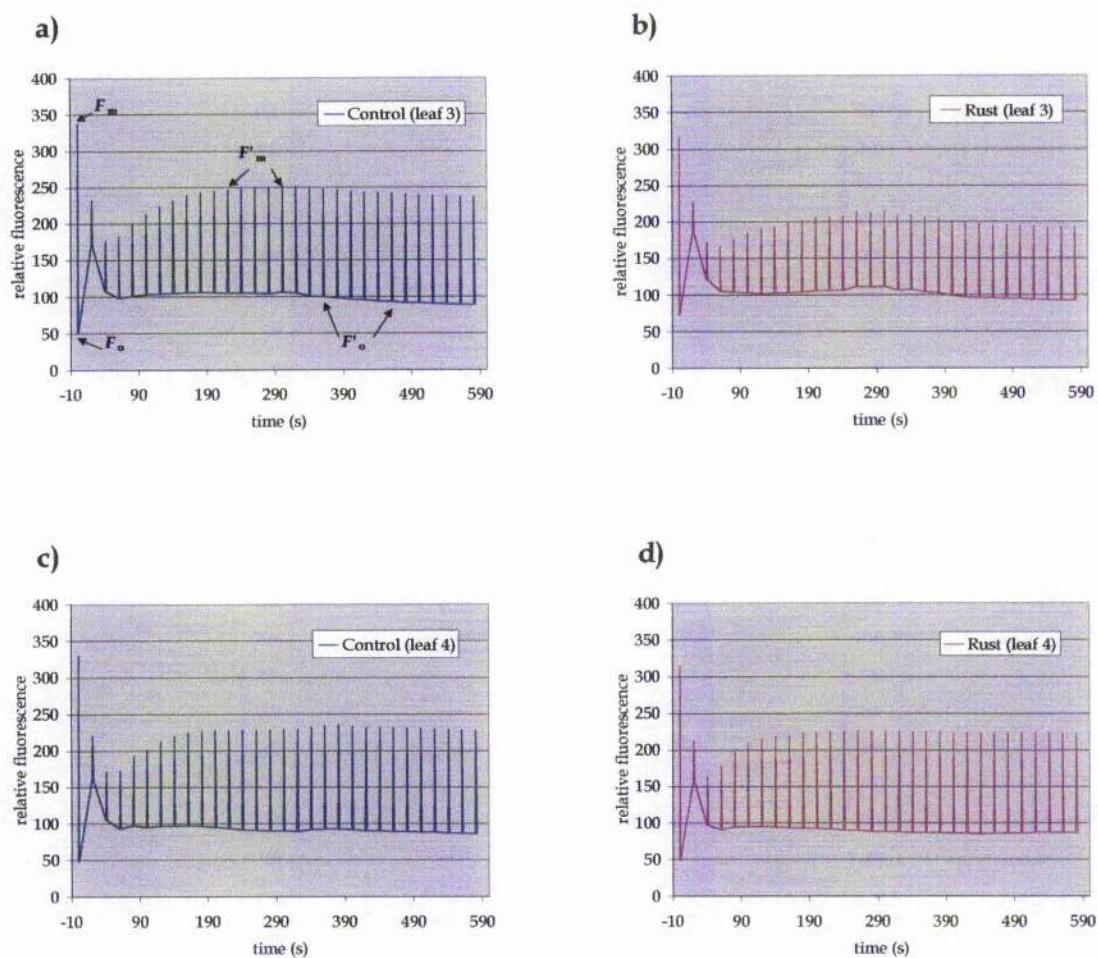 a)
400
350
300
250
200
150
100
50
0
relative fluorescence
Fm
F'm
F'o
Fo
Control (leaf 3)
-10 90 190 290 390 490 590
time (s)
b)
400
350
300
250
200
150
100
50
0
relative fluorescence
Rust (leaf 3)
-10 90 190 290 390 490 590
time (s)
c)
400
350
300
250
200
150
100
50
0
relative fluorescence
Control (leaf 4)
-10 90 190 290 390 490 590
time (s)
d)
400
350
300
250
200
150
100
50
0
relative fluorescence
Rust (leaf 4)
-10 90 190 290 390 490 590
time (s)